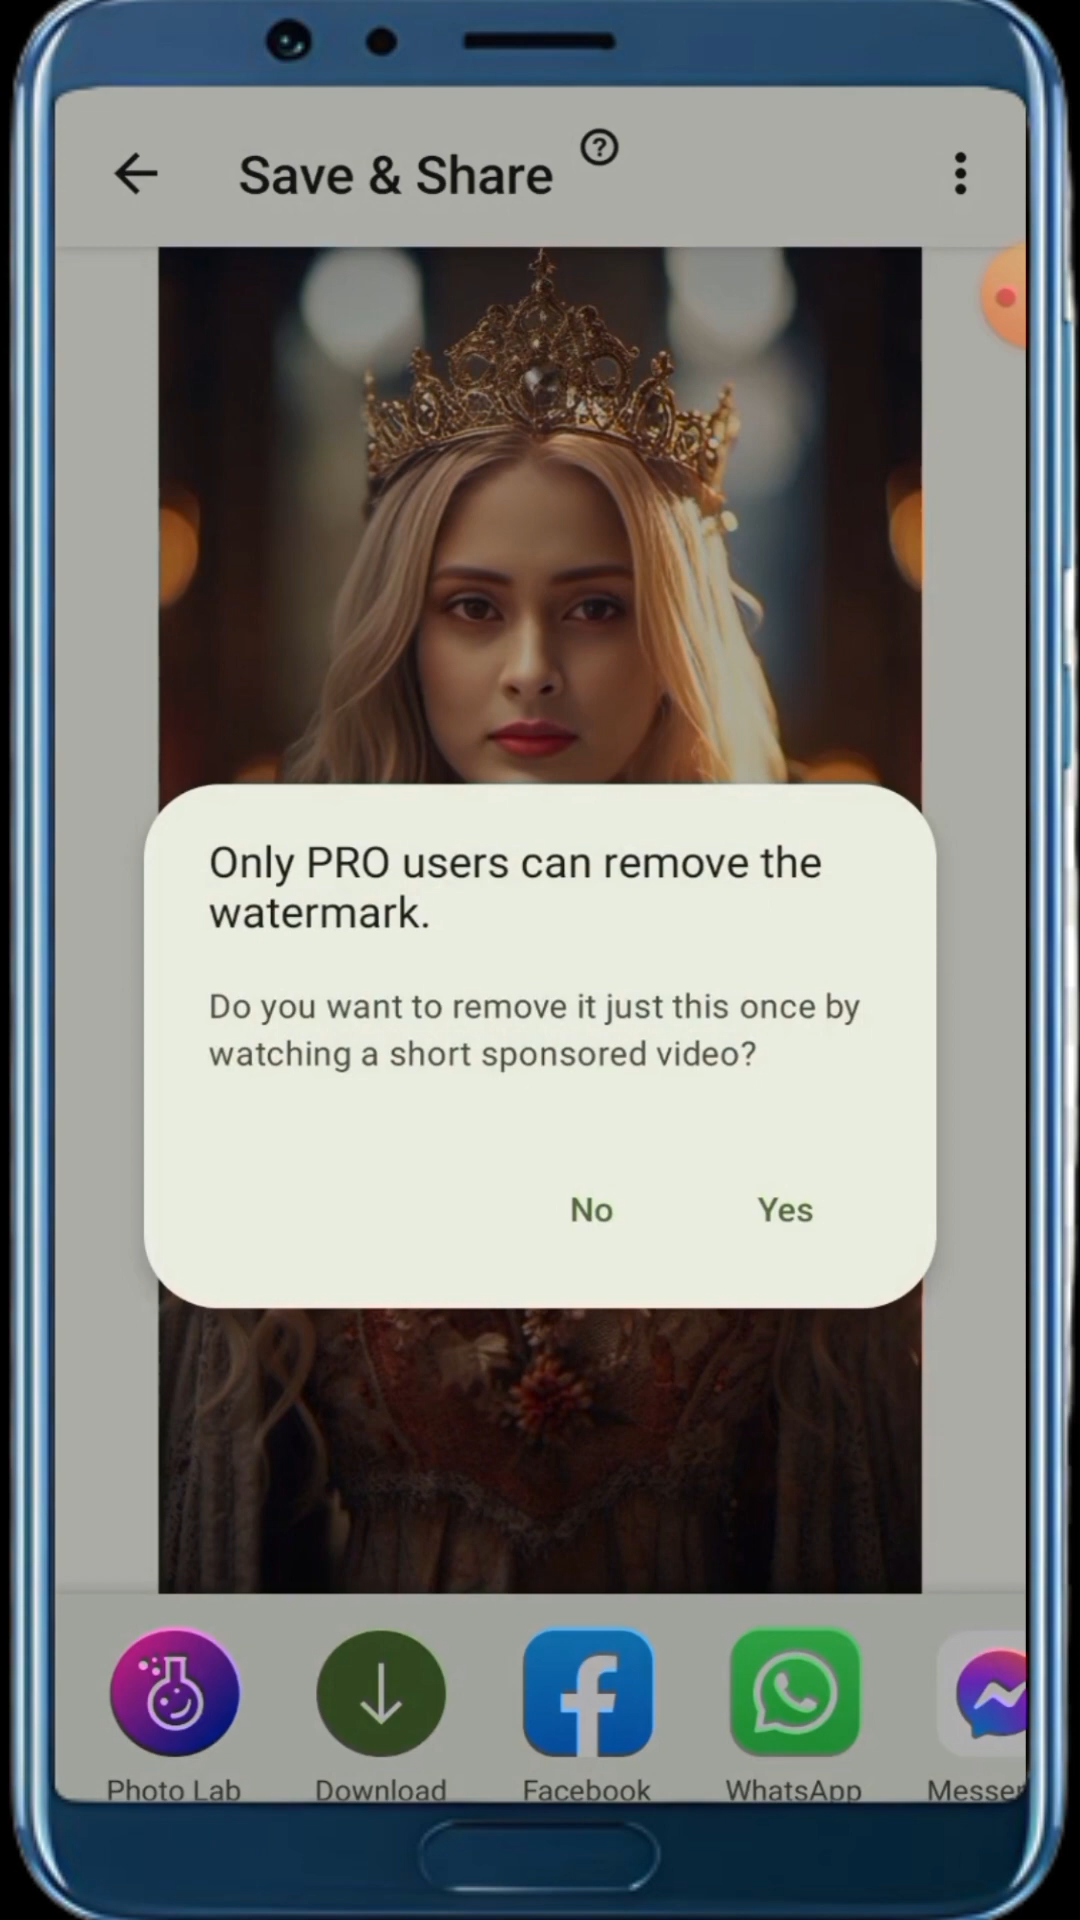 Save & Share
Only PRO users can remove the
watermark.
Do you want to remove it just this once by
watching a short sponsored video?
No Yes
Photo Lab Download Facebook WhatsApp Messen